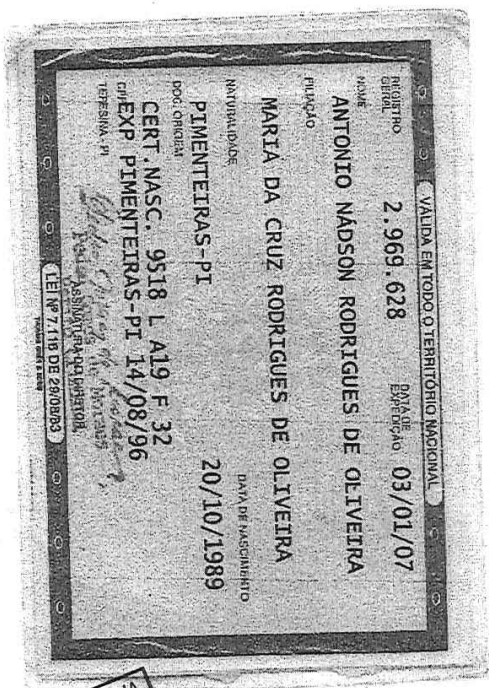 VÁLIDA EM TODO O TERRITÓRIO NACIONAL
REGISTRO GERAL 2.969.628 DATA DE EXPEDIÇÃO 03/01/07
NOME
ANTONIO NÁDSON RODRIGUES DE OLIVEIRA
FILIAÇÃO
MARIA DA CRUZ RODRIGUES DE OLIVEIRA
NATURALIDADE DATA DE NASCIMENTO
PIMENTEIRAS-PI 20/10/1989
DOC. ORIGEM
CERT.NASC. 9518 L A19 F 32
EXP PIMENTEIRAS-PI 14/08/96
TERESINA - PI
ASSINATURA DO DIRETOR
LEI Nº 7.116 DE 29/08/83